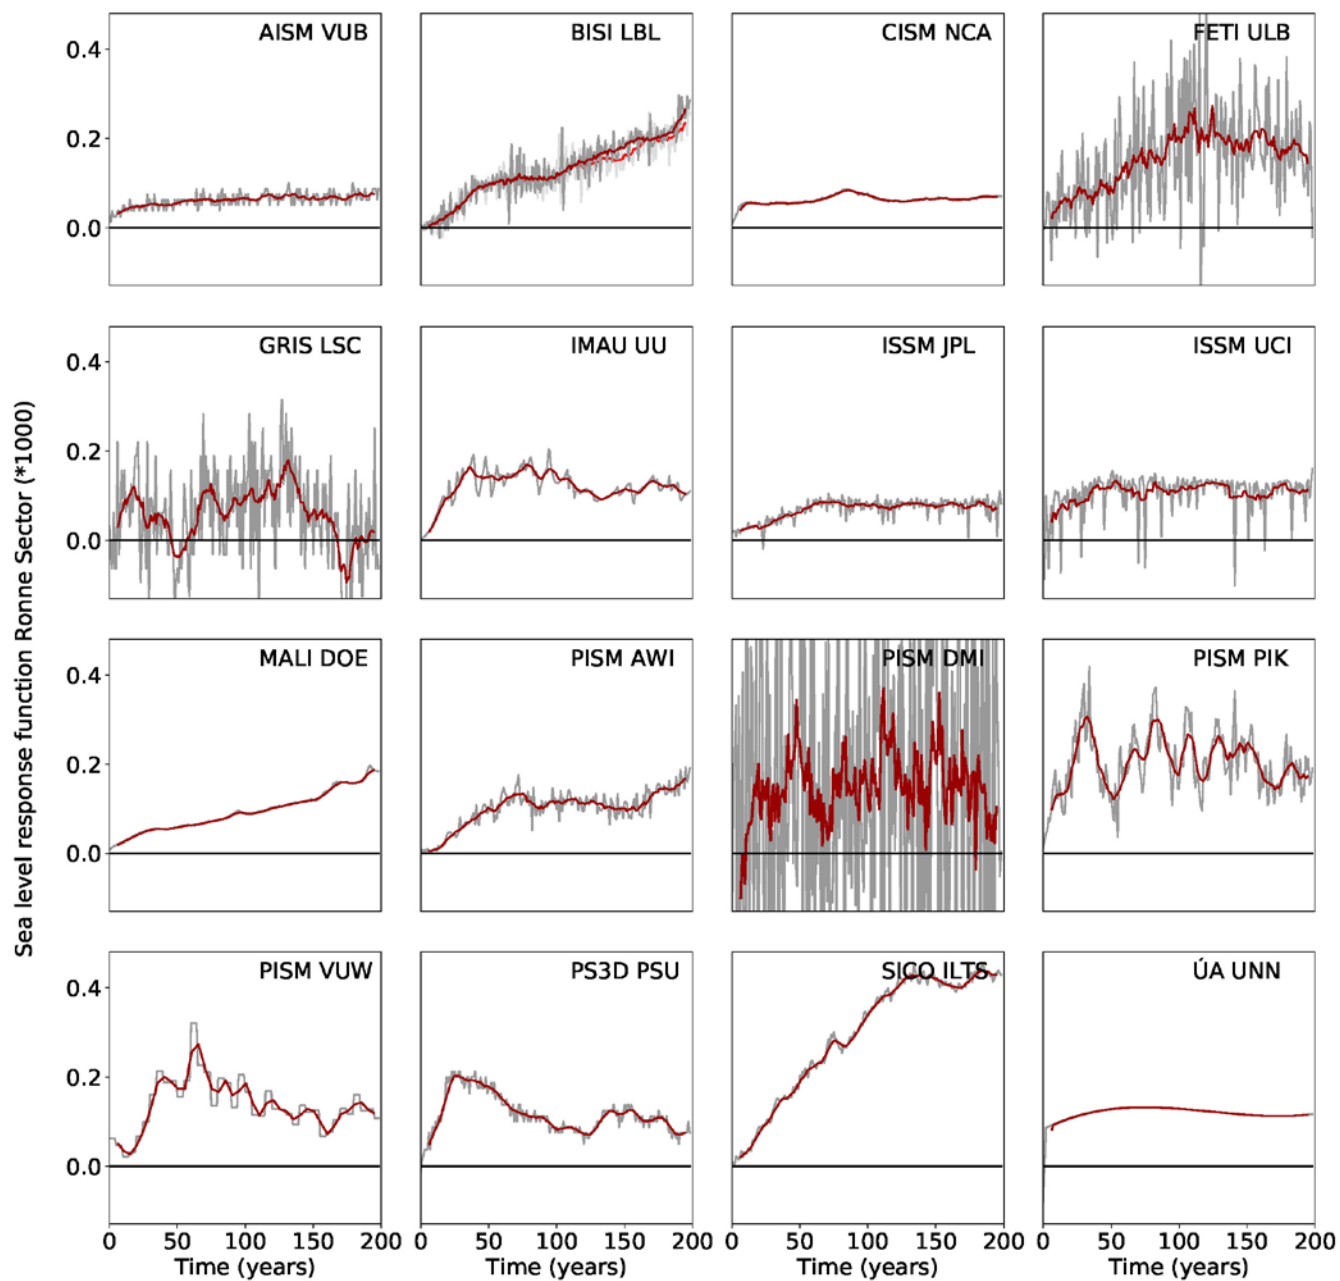 AISM VUB
BISI LBL
CISM NCA
FETI ULB
0.4
0.2
0.0
GRIS LSC
IMAU UU
ISSM JPL
ISSM UCI
0.4
0.2
0.0
Sea level response function Ronne Sector (*1000)
MALI DOE
PISM AWI
PISM DMI
PISM PIK
0.4
0.2
0.0
PISM VUW
PS3D PSU
SICO ILTS
ÚA UNN
0.4
0.2
0.0
0 50 100 150 200
0 50 100 150 200
0 50 100 150 200
0 50 100 150 200
Time (years)
Time (years)
Time (years)
Time (years)